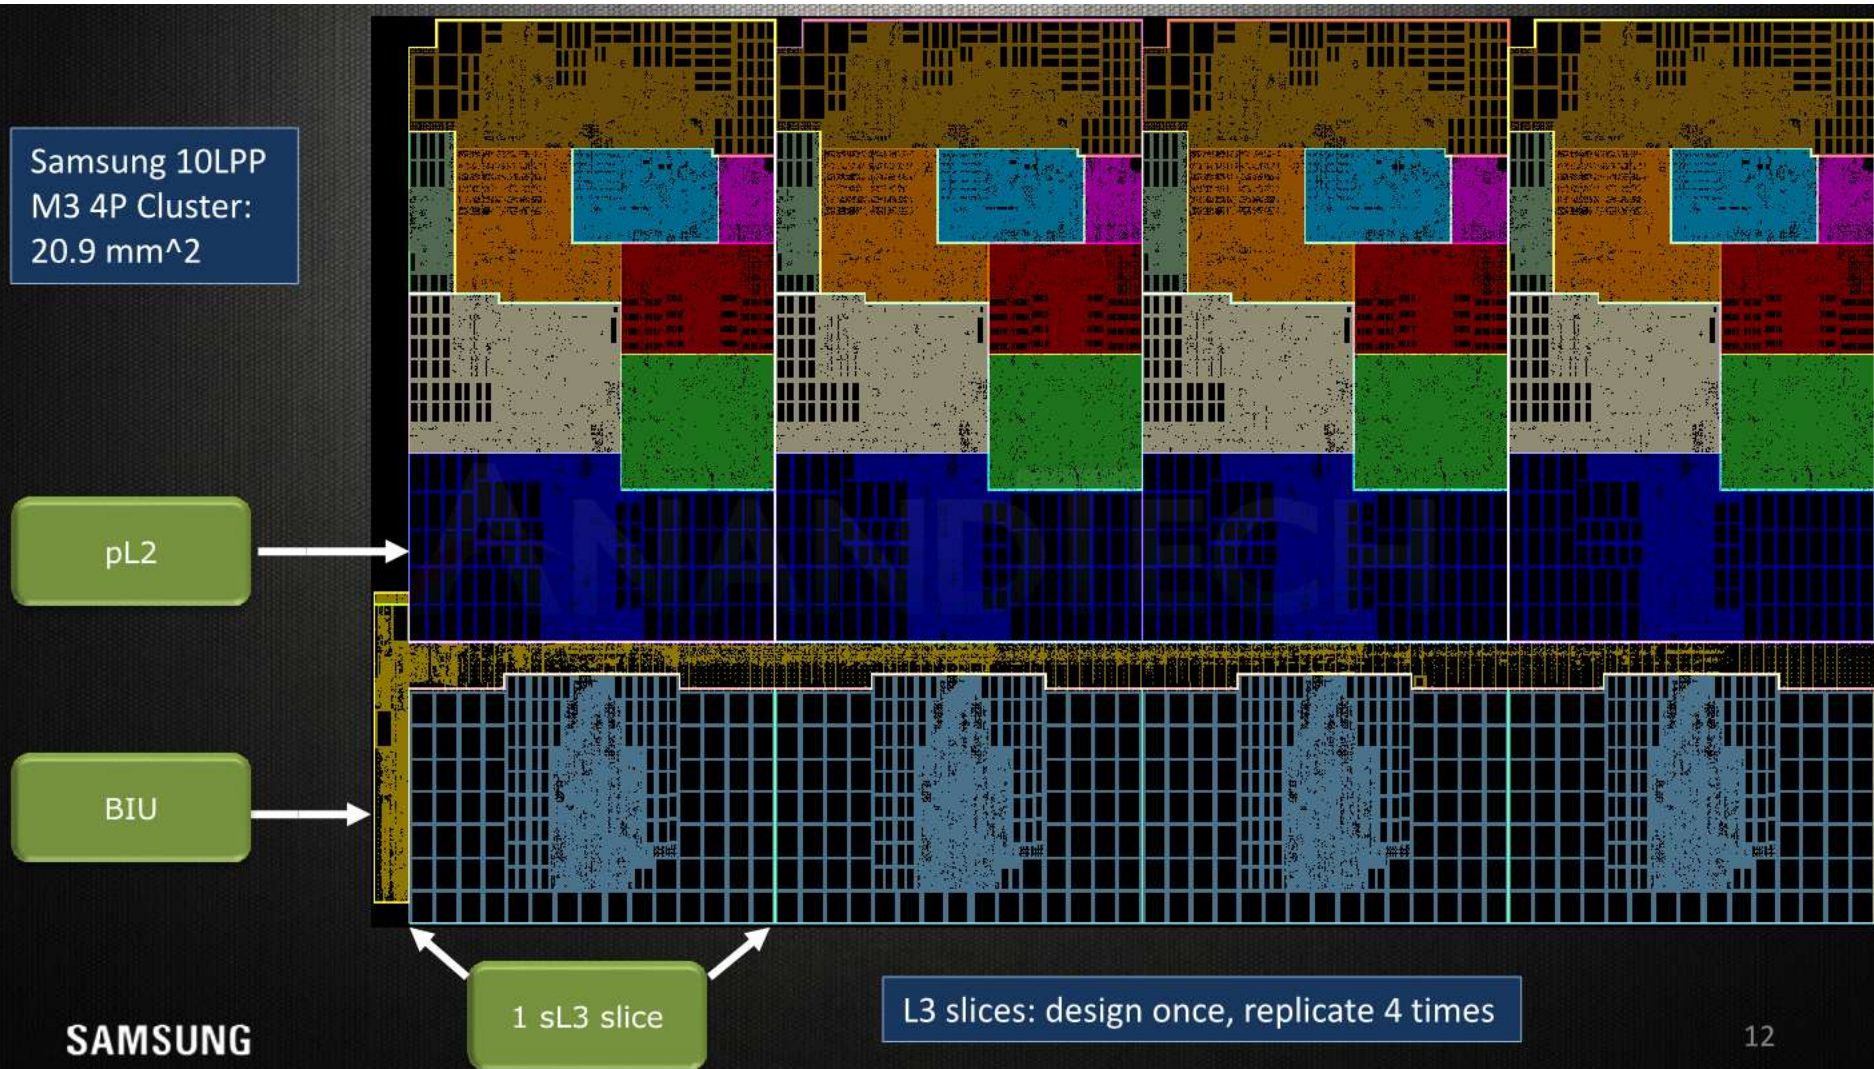 Samsung 10LPP
M3 4P Cluster:
20.9 mm^2
ANANDTECH
pL2
BIU
1 sL3 slice
L3 slices: design once, replicate 4 times
SAMSUNG
12